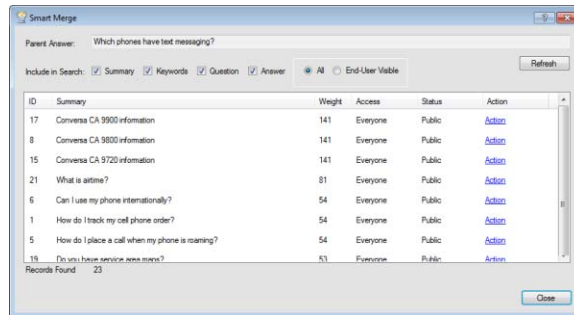 Smart Merge
Parent Answer: Which phones have text messaging?
Include in Search: Summary Keywords Question Answer All End-User Visible Refresh
ID Summary Weight Access Status Action
17 Conversa CA 9900 information 141 Everyone Public Action
8 Conversa CA 9800 information 141 Everyone Public Action
15 Conversa CA 9720 information 141 Everyone Public Action
21 What is airtime? 81 Everyone Public Action
6 Can I use my phone internationally? 54 Everyone Public Action
1 How do I track my cell phone order? 54 Everyone Public Action
5 How do I place a call when my phone is roaming? 54 Everyone Public Action
19 Do you have service area maps? 53 Everyone Public Action
Records Found 23
Close